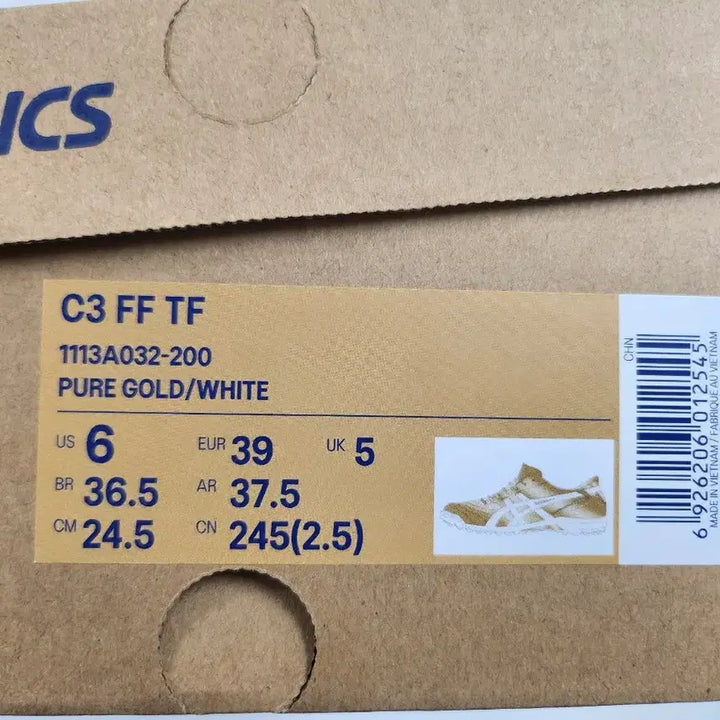 ICS
C3 FF TF
1113A032-200
PURE GOLD/WHITE
US 6 EUR 39 UK 5
BR 36.5 AR 37.5
CM 24.5 CN 245(2.5)
CHN
6 926206 012545
MADE IN VIETNAM / FABRIQUE AU VIETNAM